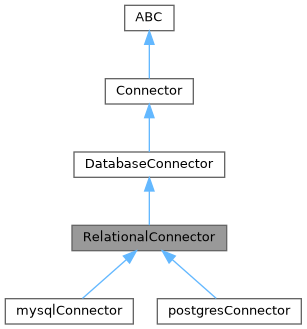 ABC
Connector
DatabaseConnector
RelationalConnector
mysqlConnector
postgresConnector